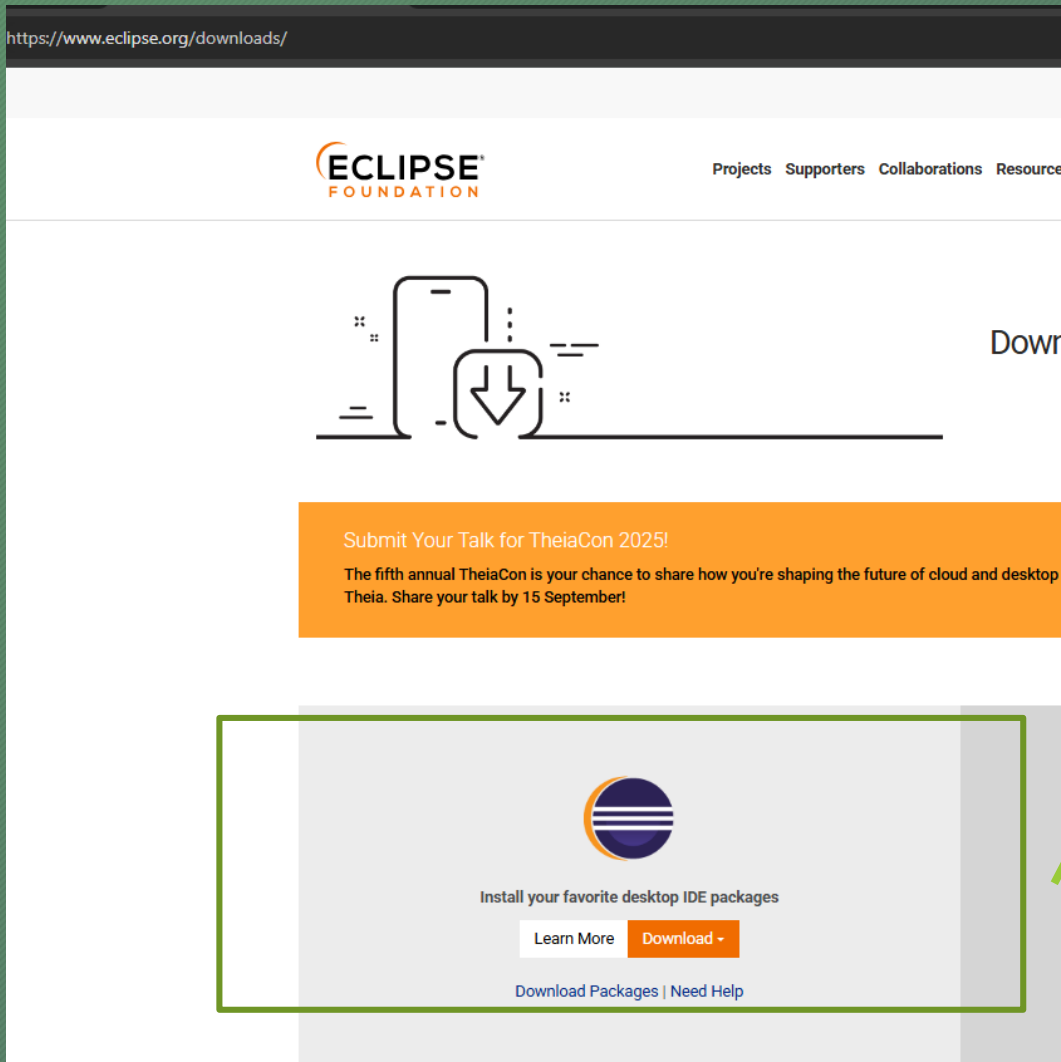 https://www.eclipse.org/downloads/
ECLIPSE®
FOUNDATION
Projects Supporters Collaborations Resource
Down
Submit Your Talk for TheiaCon 2025!
The fifth annual TheiaCon is your chance to share how you're shaping the future of cloud and desktop
Theia. Share your talk by 15 September!
Install your favorite desktop IDE packages
Learn More Download
Download Packages | Need Help